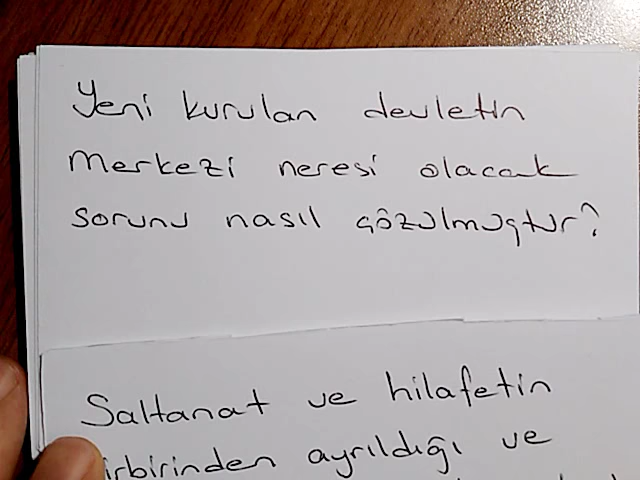 Yeni kurulan devletin
merkezi neresi olacak
sorunu nasıl çözülmüştür?
Saltanat ve hilafetin
birbirinden ayrıldığı ve